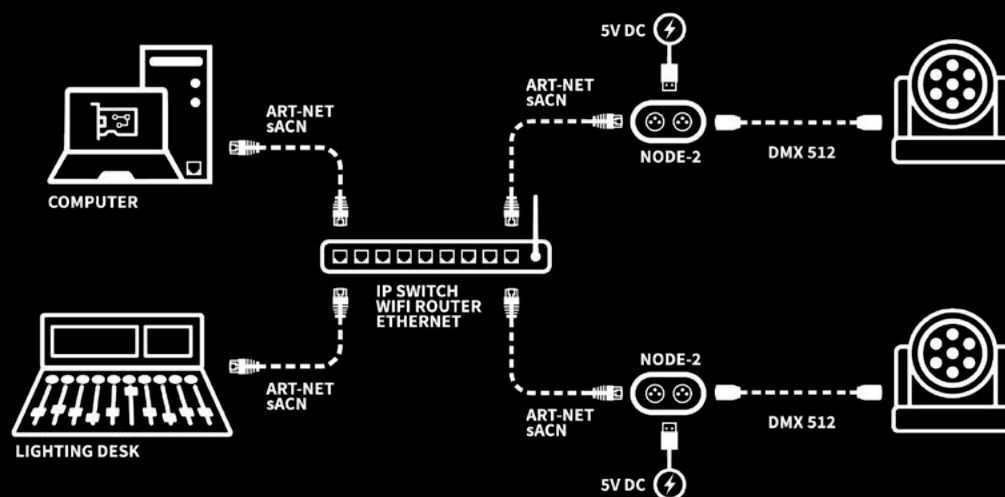 5V DC
ART-NET
sACN
ART-NET
sACN
NODE-2
DMX 512
COMPUTER
IP SWITCH
WIFI ROUTER
ETHERNET
NODE-2
ART-NET
sACN
ART-NET
sACN
DMX 512
LIGHTING DESK
5V DC